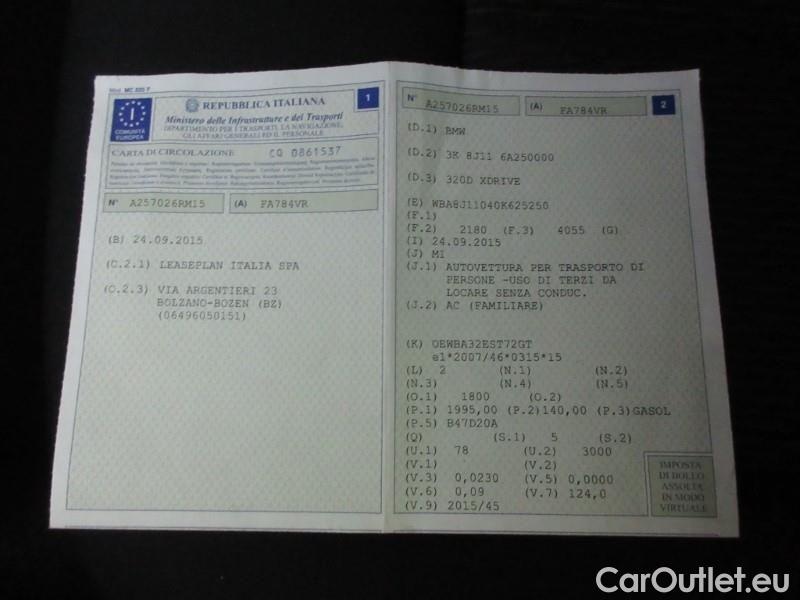 Mod. MC 820 F
I
COMUNITÀ
EUROPEA
REPUBBLICA ITALIANA
1
Ministero delle Infrastrutture e dei Trasporti
DIPARTIMENTO PER I TRASPORTI, LA NAVIGAZIONE,
GLI AFFARI GENERALI ED IL PERSONALE
CARTA DI CIRCOLAZIONE CQ 0861537
N° A257026RM15 (A) FA784VR
(B) 24.09.2015
(C.2.1) LEASEPLAN ITALIA SPA
(C.2.3) VIA ARGENTIERI 23
BOLZANO-BOZEN (BZ)
(06496050151)
N° A257026RM15 (A) FA784VR 2
(D.1) BMW
(D.2) 3K 8J11 6A250000
(D.3) 320D XDRIVE
(E) WBA8J11040K625250
(F.1)
(F.2) 2180 (F.3) 4055 (G)
(I) 24.09.2015
(J) MI
(J.1) AUTOVETTURA PER TRASPORTO DI
PERSONE -USO DI TERZI DA
LOCARE SENZA CONDUC.
(J.2) AC (FAMILIARE)
(K) OEWBA32EST72GT
e1*2007/46*0315*15
(L) 2 (N.1) (N.2)
(N.3) (N.4) (N.5)
(O.1) 1800 (O.2)
(P.1) 1995,00 (P.2)140,00 (P.3)GASOL
(P.5) B47D20A
(Q) (S.1) 5 (S.2)
(U.1) 78 (U.2) 3000
(V.1) (V.2)
(V.3) 0,0230 (V.5) 0,0000
(V.6) 0,09 (V.7) 124,0
(V.9) 2015/45
IMPOSTA
DI BOLLO
ASSOLTA
IN MODO
VIRTUALE
CarOutlet.eu